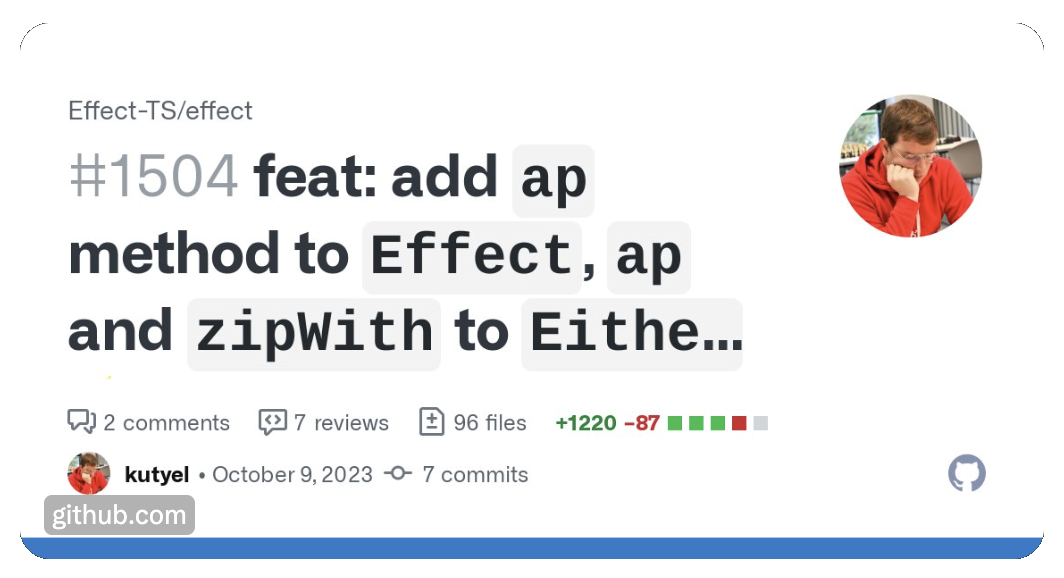 Effect-TS/effect
#1504 feat: add ap
method to Effect, ap
and zipWith to Eithe...
2 comments 7 reviews 96 files +1220 −87
kutyel • October 9, 2023 7 commits
github.com